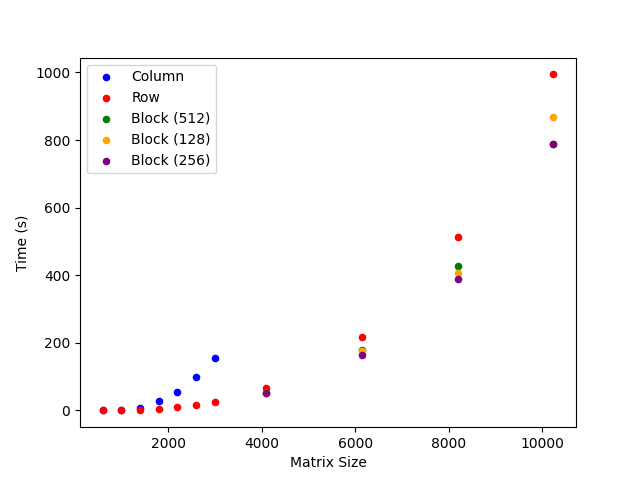 Column
Row
Block (512)
Block (128)
Block (256)
Time (s)
1000
800
600
400
200
0
2000
4000
6000
8000
10000
Matrix Size